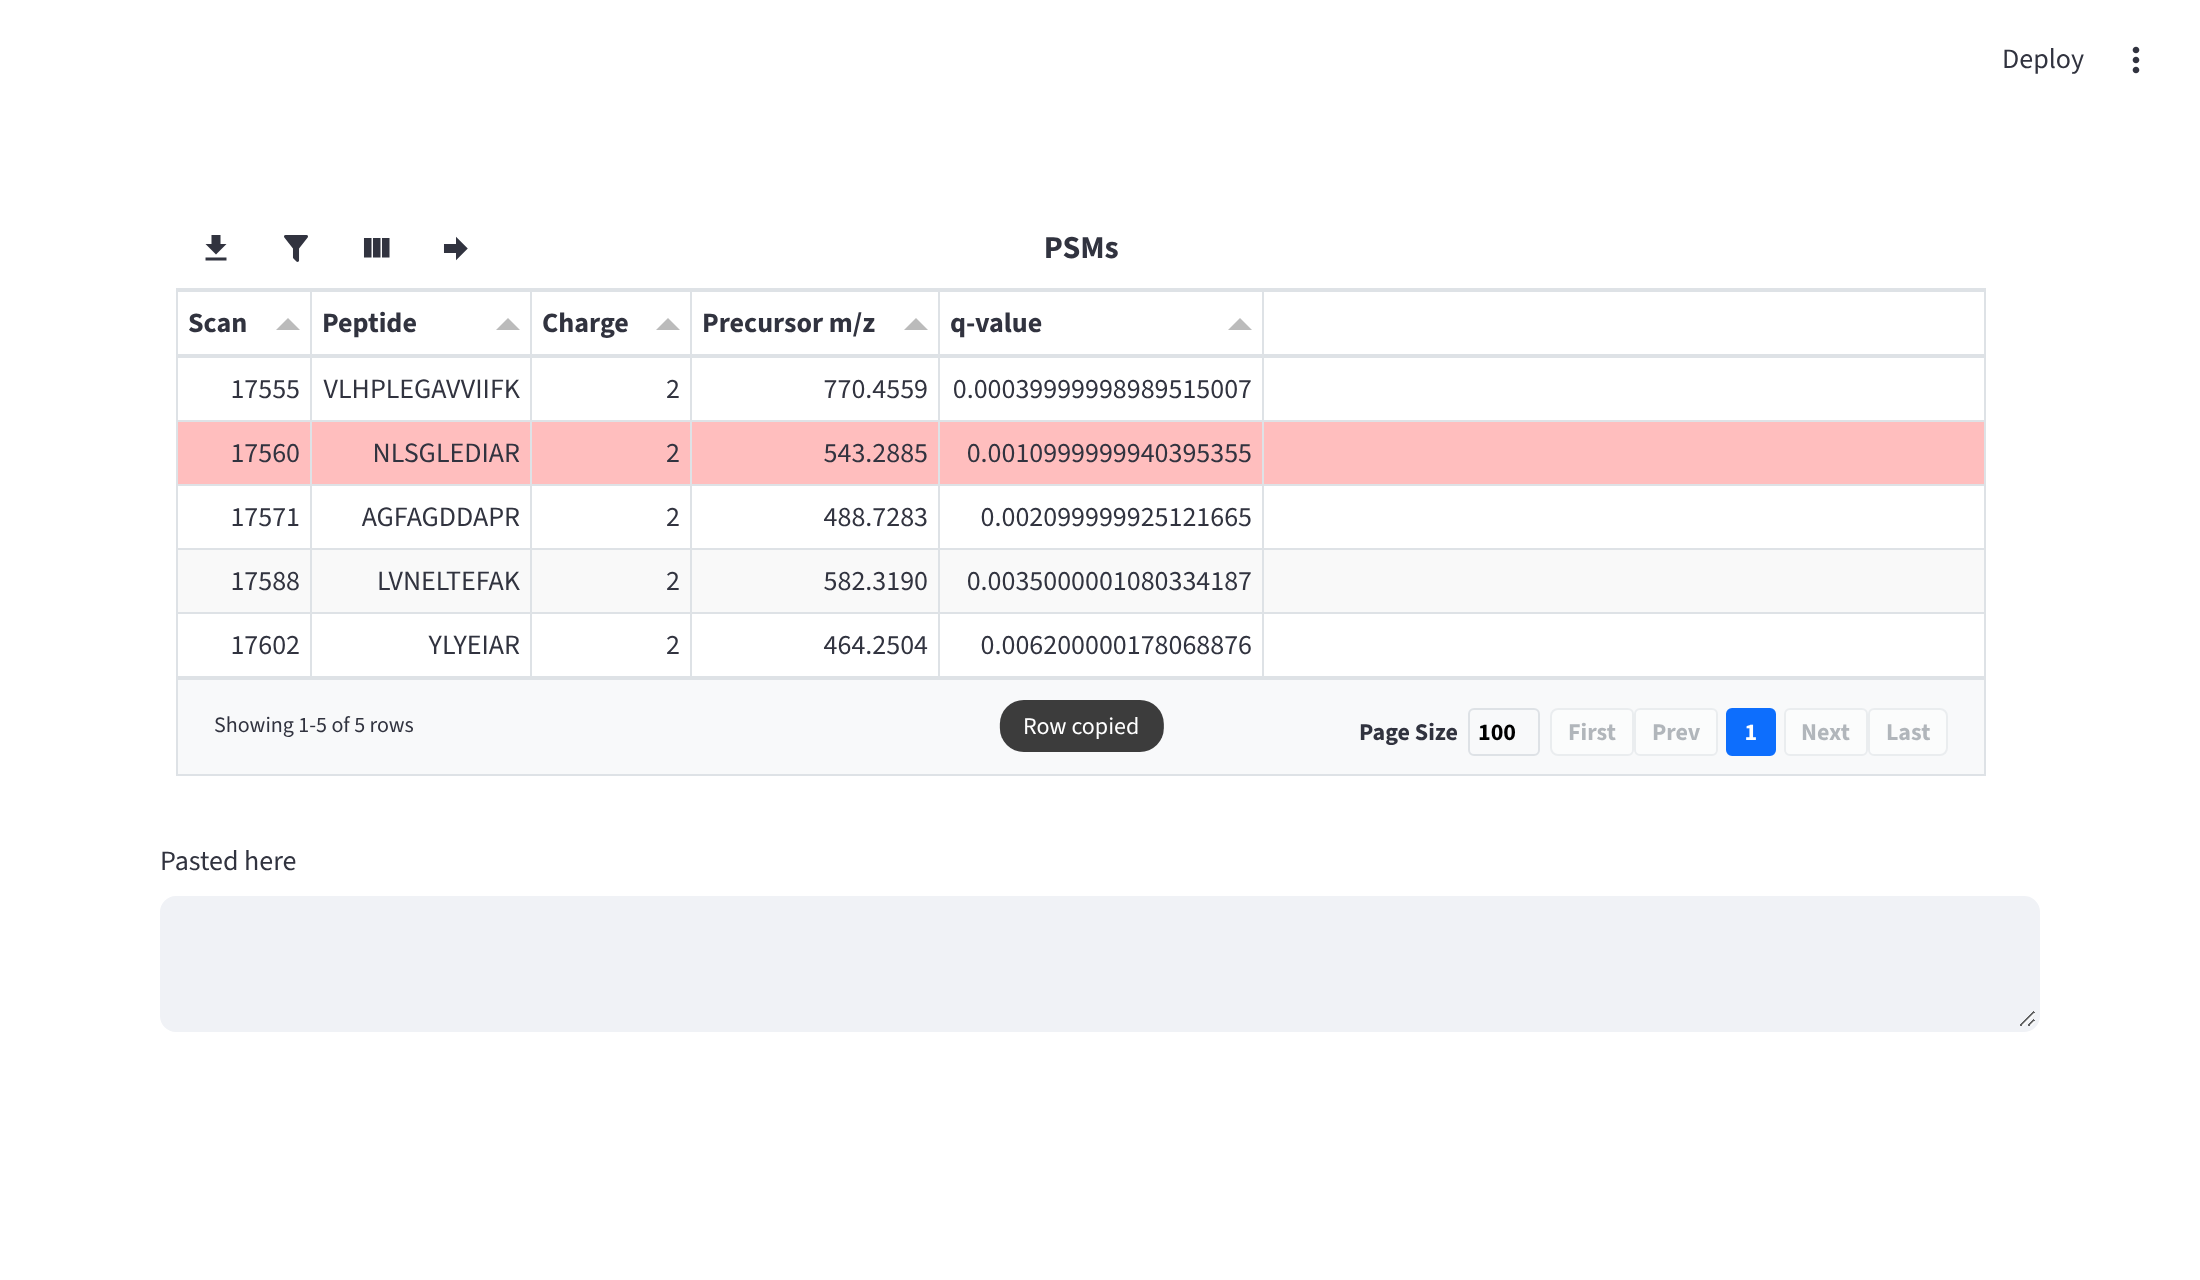 Deploy
PSMs
Scan Peptide Charge Precursor m/z q-value
17555 VLHPLEGAVVIIFK 2 770.4559 0.00039999998989515007
17560 NLSGLEDIAR 2 543.2885 0.0010999999940395355
17571 AGFAGDDAPR 2 488.7283 0.002099999925121665
17588 LVNELTEFAK 2 582.3190 0.0035000001080334187
17602 YLYEIAR 2 464.2504 0.006200000178068876
Showing 1-5 of 5 rows Row copied Page Size 100 First Prev 1 Next Last
Pasted here